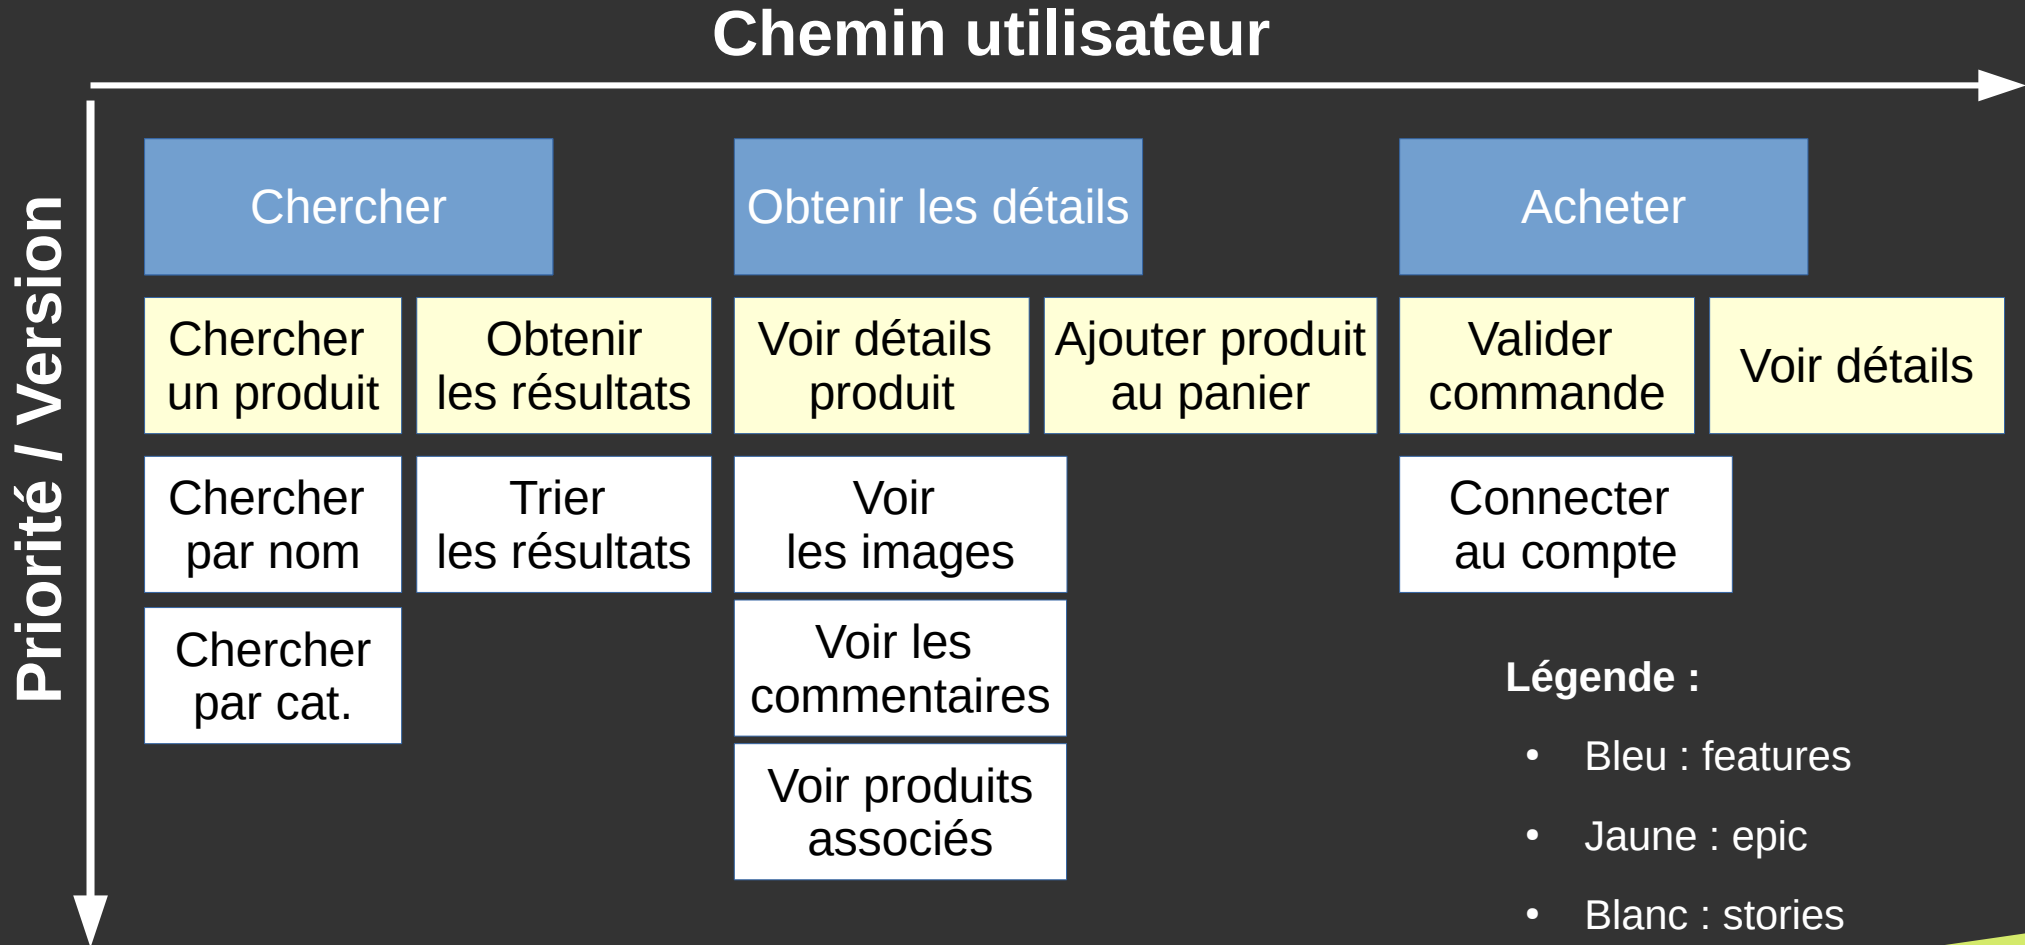 Chemin utilisateur
Priorité / Version
Chercher
Obtenir les détails
Acheter
Chercher
un produit
Obtenir
les résultats
Voir détails
produit
Ajouter produit
au panier
Valider
commande
Voir détails
Chercher
par nom
Trier
les résultats
Voir
les images
Connecter
au compte
Chercher
par cat.
Voir les
commentaires
Voir produits
associés
Légende :
• Bleu : features
• Jaune : epic
• Blanc : stories